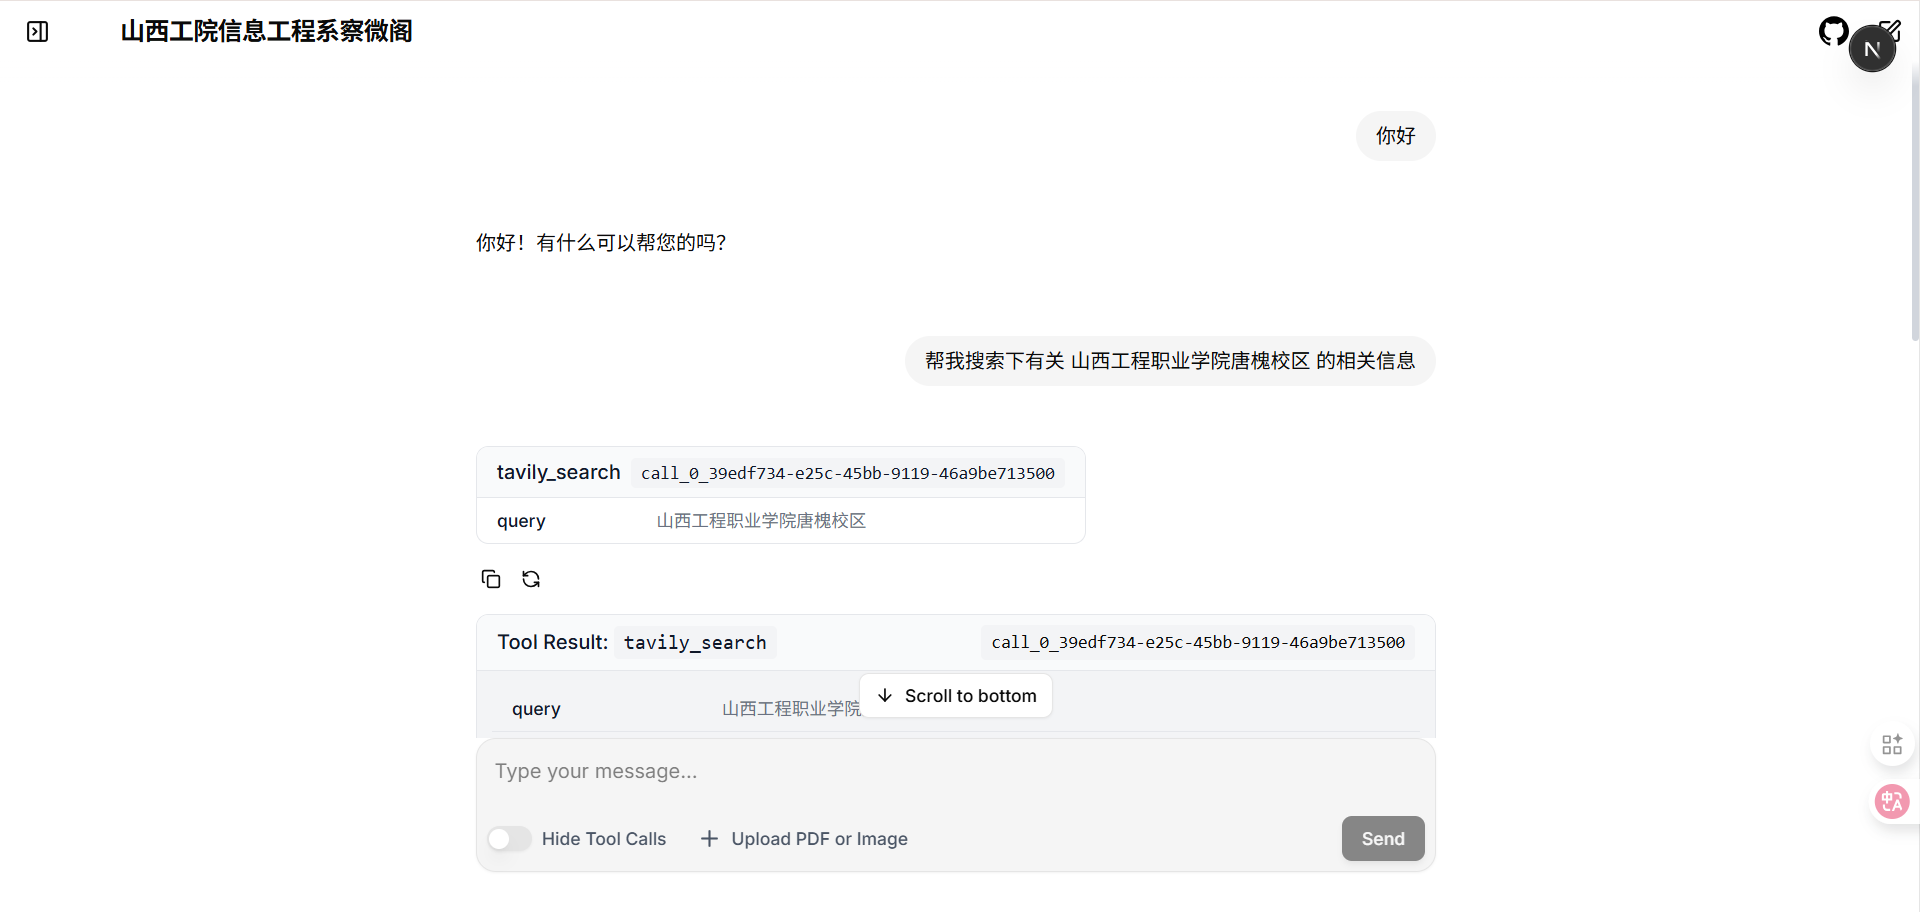 山西工院信息工程系察微阁
N
你好
你好！有什么可以帮您的吗？
帮我搜索下有关 山西工程职业学院唐槐校区 的相关信息
tavily_search call_0_39edf734-e25c-45bb-9119-46a9be713500
query 山西工程职业学院唐槐校区
Tool Result: tavily_search call_0_39edf734-e25c-45bb-9119-46a9be713500
query 山西工程职业学院
Scroll to bottom
Type your message...
Hide Tool Calls
Upload PDF or Image
Send
中A